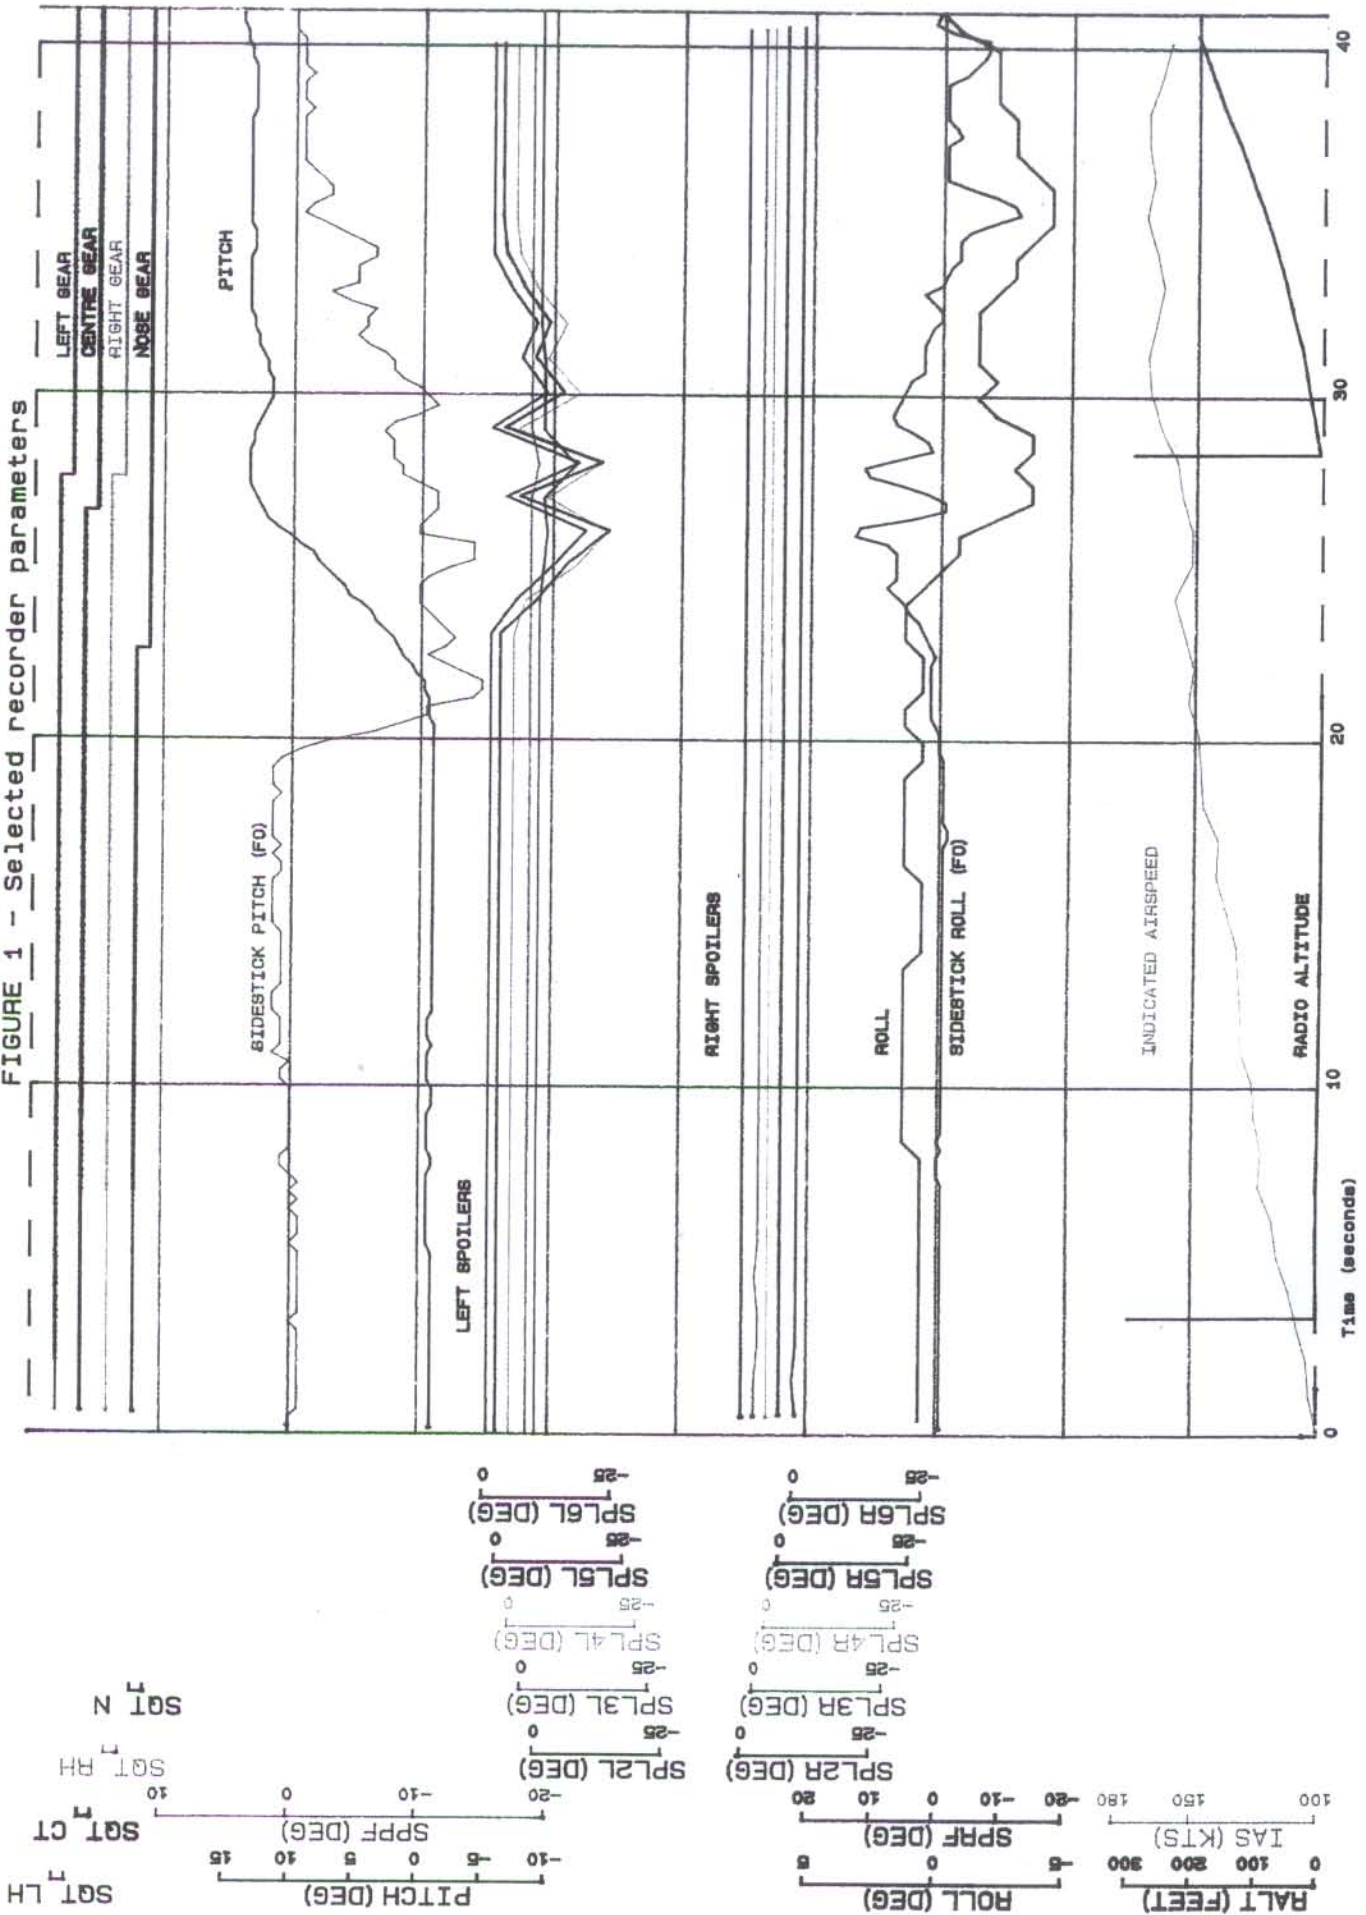 FIGURE 1 - Selected recorder parameters
LEFT GEAR
CENTRE GEAR
RIGHT GEAR
NOSE GEAR
PITCH
SIDESTICK PITCH (FO)
LEFT SPOILERS
RIGHT SPOILERS
ROLL
SIDESTICK ROLL (FO)
INDICATED AIRSPEED
RADIO ALTITUDE
0 10 20 30 40
Time (seconds)
SQT LH
SQT CT
SQT RH
SQT N
15 10 5 0 -5 -10
PITCH (DEG)
10 0 -10 -20
SPPF (DEG)
0 -25
SPL2L (DEG)
0 -25
SPL3L (DEG)
0 -25
SPL4L (DEG)
0 -25
SPL5L (DEG)
0 -25
SPL6L (DEG)
0 -25
SPL2R (DEG)
0 -25
SPL3R (DEG)
0 -25
SPL4R (DEG)
0 -25
SPL5R (DEG)
0 -25
SPL6R (DEG)
5 0 -5
ROLL (DEG)
20 10 0 -10 -20
SPRF (DEG)
180 150 100
IAS (KTS)
300 200 100 0
RALT (FEET)